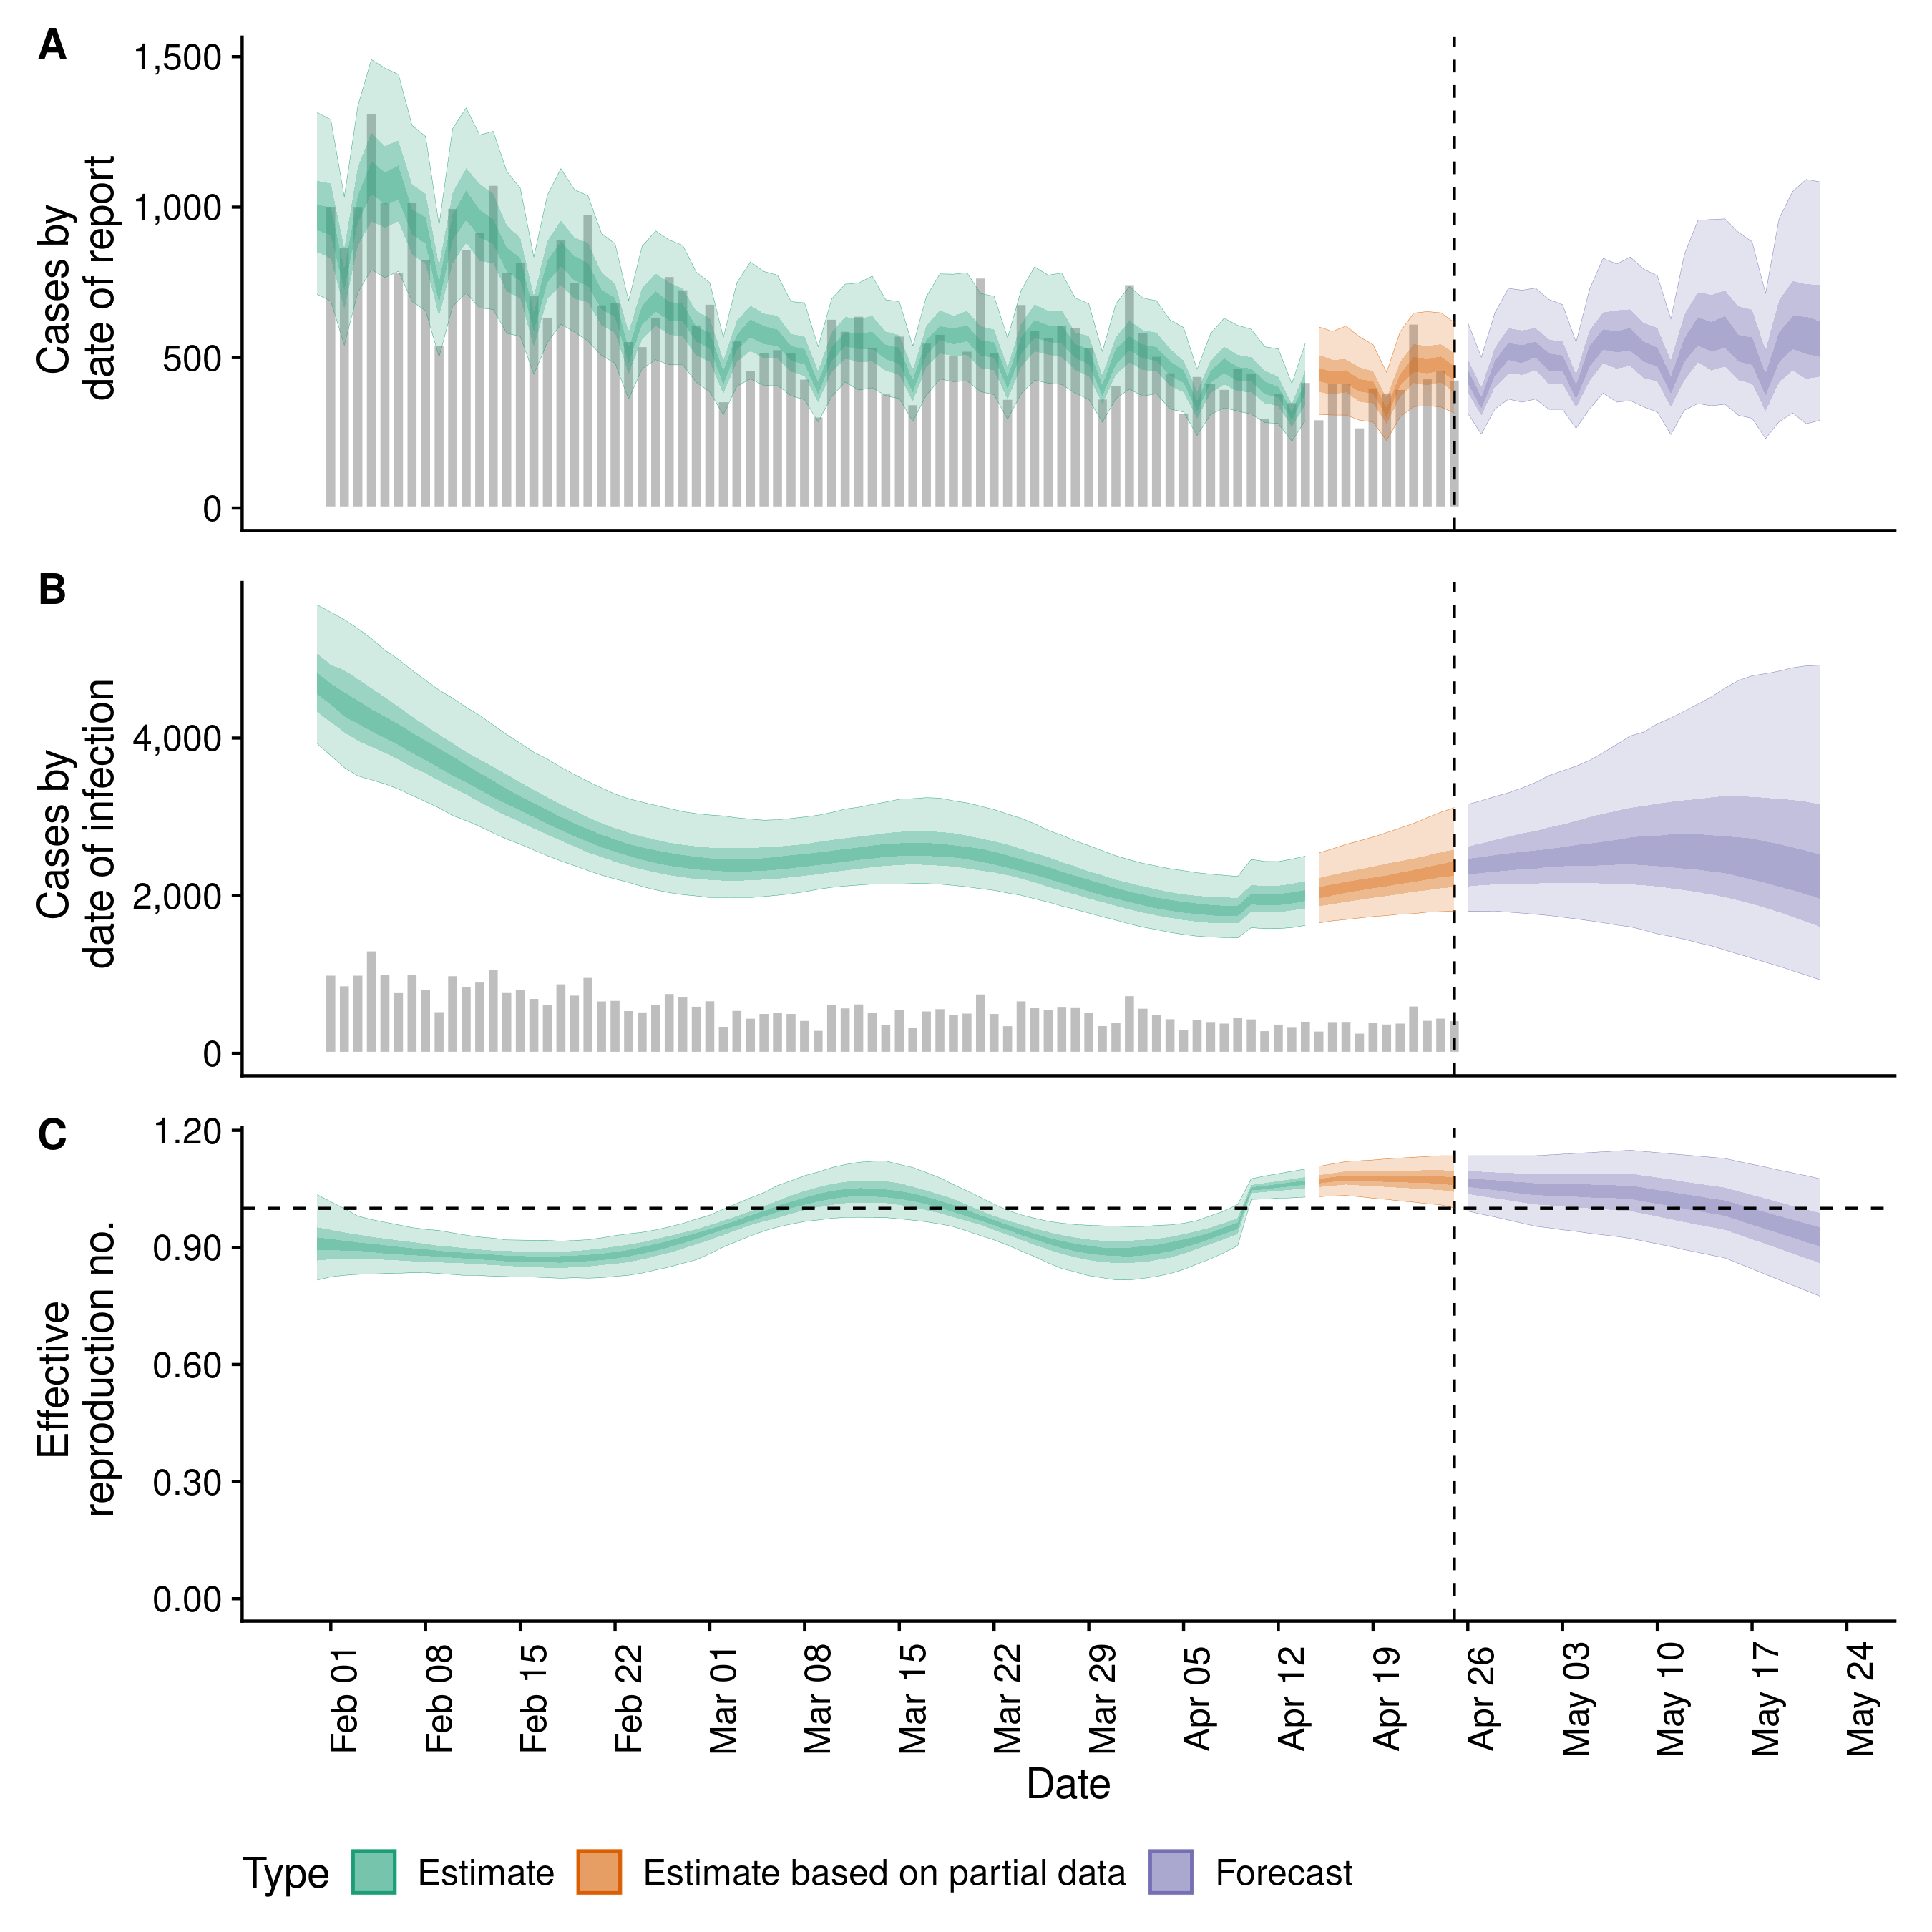 A
Cases by
date of report
1,500
1,000
500
0
B
Cases by
date of infection
4,000
2,000
0
C
Effective
reproduction no.
1.20
0.90
0.60
0.30
0.00
Feb 01
Feb 08
Feb 15
Feb 22
Mar 01
Mar 08
Mar 15
Mar 22
Mar 29
Apr 05
Apr 12
Apr 19
Apr 26
May 03
May 10
May 17
May 24
Date
Type Estimate Estimate based on partial data Forecast